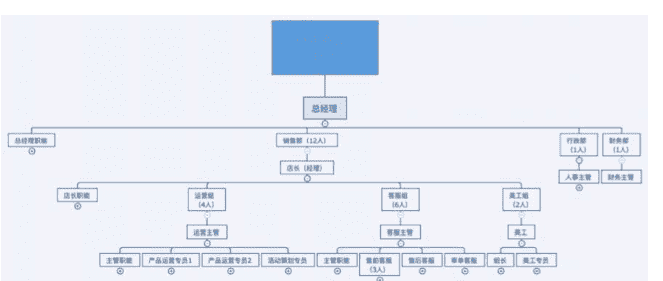 总经理
总经理职能
销售部（12人）
行政部
（1人）
财务部
（1人）
店长（经理）
人事主管
财务主管
店长职能
运营组
（4人）
客服组
（6人）
美工组
（2人）
运营主管
客服主管
美工
主管职能
产品运营专员1
产品运营专员2
活动策划专员
主管职能
售前客服
（3人）
售后客服
审单客服
组长
美工专员